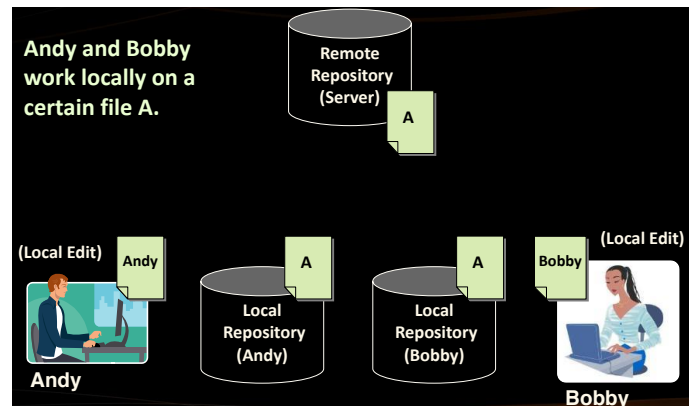 Andy and Bobby
work locally on a
certain file A.
Remote
Repository
(Server)
A
(Local Edit)
Andy
A
A
Bobby
(Local Edit)
Local
Repository
(Andy)
Local
Repository
(Bobby)
Andy
Bobby